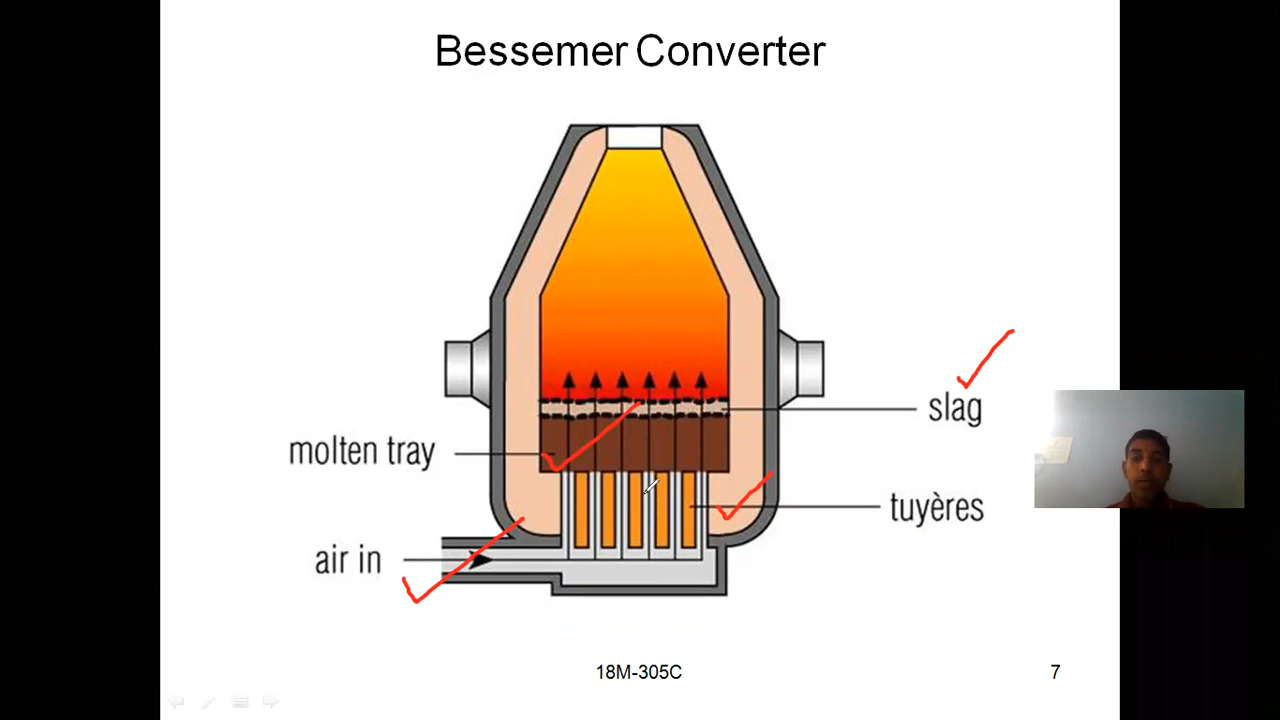 Bessemer Converter
slag
molten tray
tuyères
air in
18M-305C
7